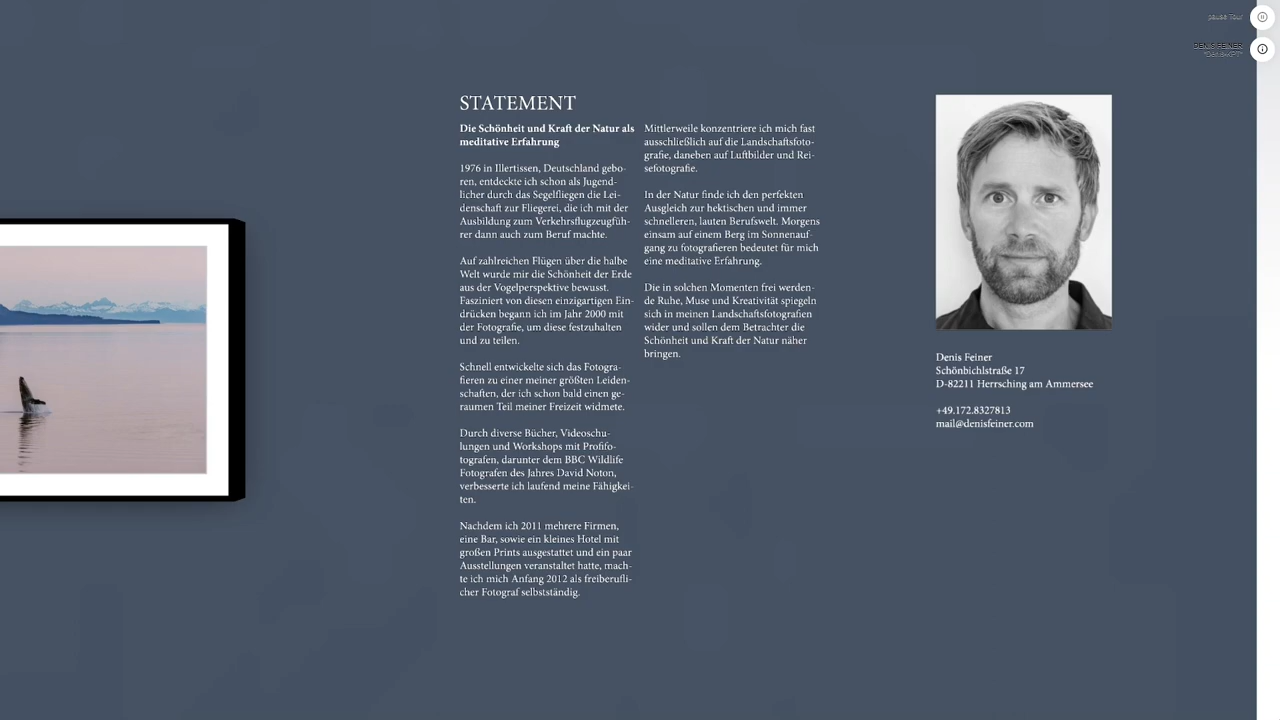 pause Tour
DENIS FEINER
STATEMENT
Die Schönheit und Kraft der Natur als
meditative Erfahrung
1976 in Illertissen, Deutschland gebo-
ren, entdeckte ich schon als Jugend-
licher durch das Segelfliegen die Lei-
denschaft zur Fliegerei, die ich mit der
Ausbildung zum Verkehrsflugzeugfüh-
rer dann auch zum Beruf machte.
Auf zahlreichen Flügen über die halbe
Welt wurde mir die Schönheit der Erde
aus der Vogelperspektive bewusst.
Fasziniert von diesen einzigartigen Ein-
drücken begann ich im Jahr 2000 mit
der Fotografie, um diese festzuhalten
und zu teilen.
Schnell entwickelte sich das Fotogra-
fieren zu einer meiner größten Leiden-
schaften, der ich schon bald einen ge-
raumen Teil meiner Freizeit widmete.
Durch diverse Bücher, Videoschu-
lungen und Workshops mit Profifo-
tografen, darunter dem BBC Wildlife
Fotografen des Jahres David Noton,
verbesserte ich laufend meine Fähigkei-
ten.
Nachdem ich 2011 mehrere Firmen,
eine Bar, sowie ein kleines Hotel mit
großen Prints ausgestattet und ein paar
Ausstellungen veranstaltet hatte, mach-
te ich mich Anfang 2012 als freiberufli-
cher Fotograf selbstständig.
Mittlerweile konzentriere ich mich fast
ausschließlich auf die Landschaftsfoto-
grafie, daneben auf Luftbilder und Rei-
sefotografie.
In der Natur finde ich den perfekten
Ausgleich zur hektischen und immer
schnelleren, lauten Berufswelt. Morgens
einsam auf einem Berg im Sonnenauf-
gang zu fotografieren bedeutet für mich
eine meditative Erfahrung.
Die in solchen Momenten frei werden-
de Ruhe, Muse und Kreativität spiegeln
sich in meinen Landschaftsfotografien
wider und sollen dem Betrachter die
Schönheit und Kraft der Natur näher
bringen.
Denis Feiner
Schönbichlstraße 17
D-82211 Herrsching am Ammersee
+49.172.8327813
mail@denisfeiner.com